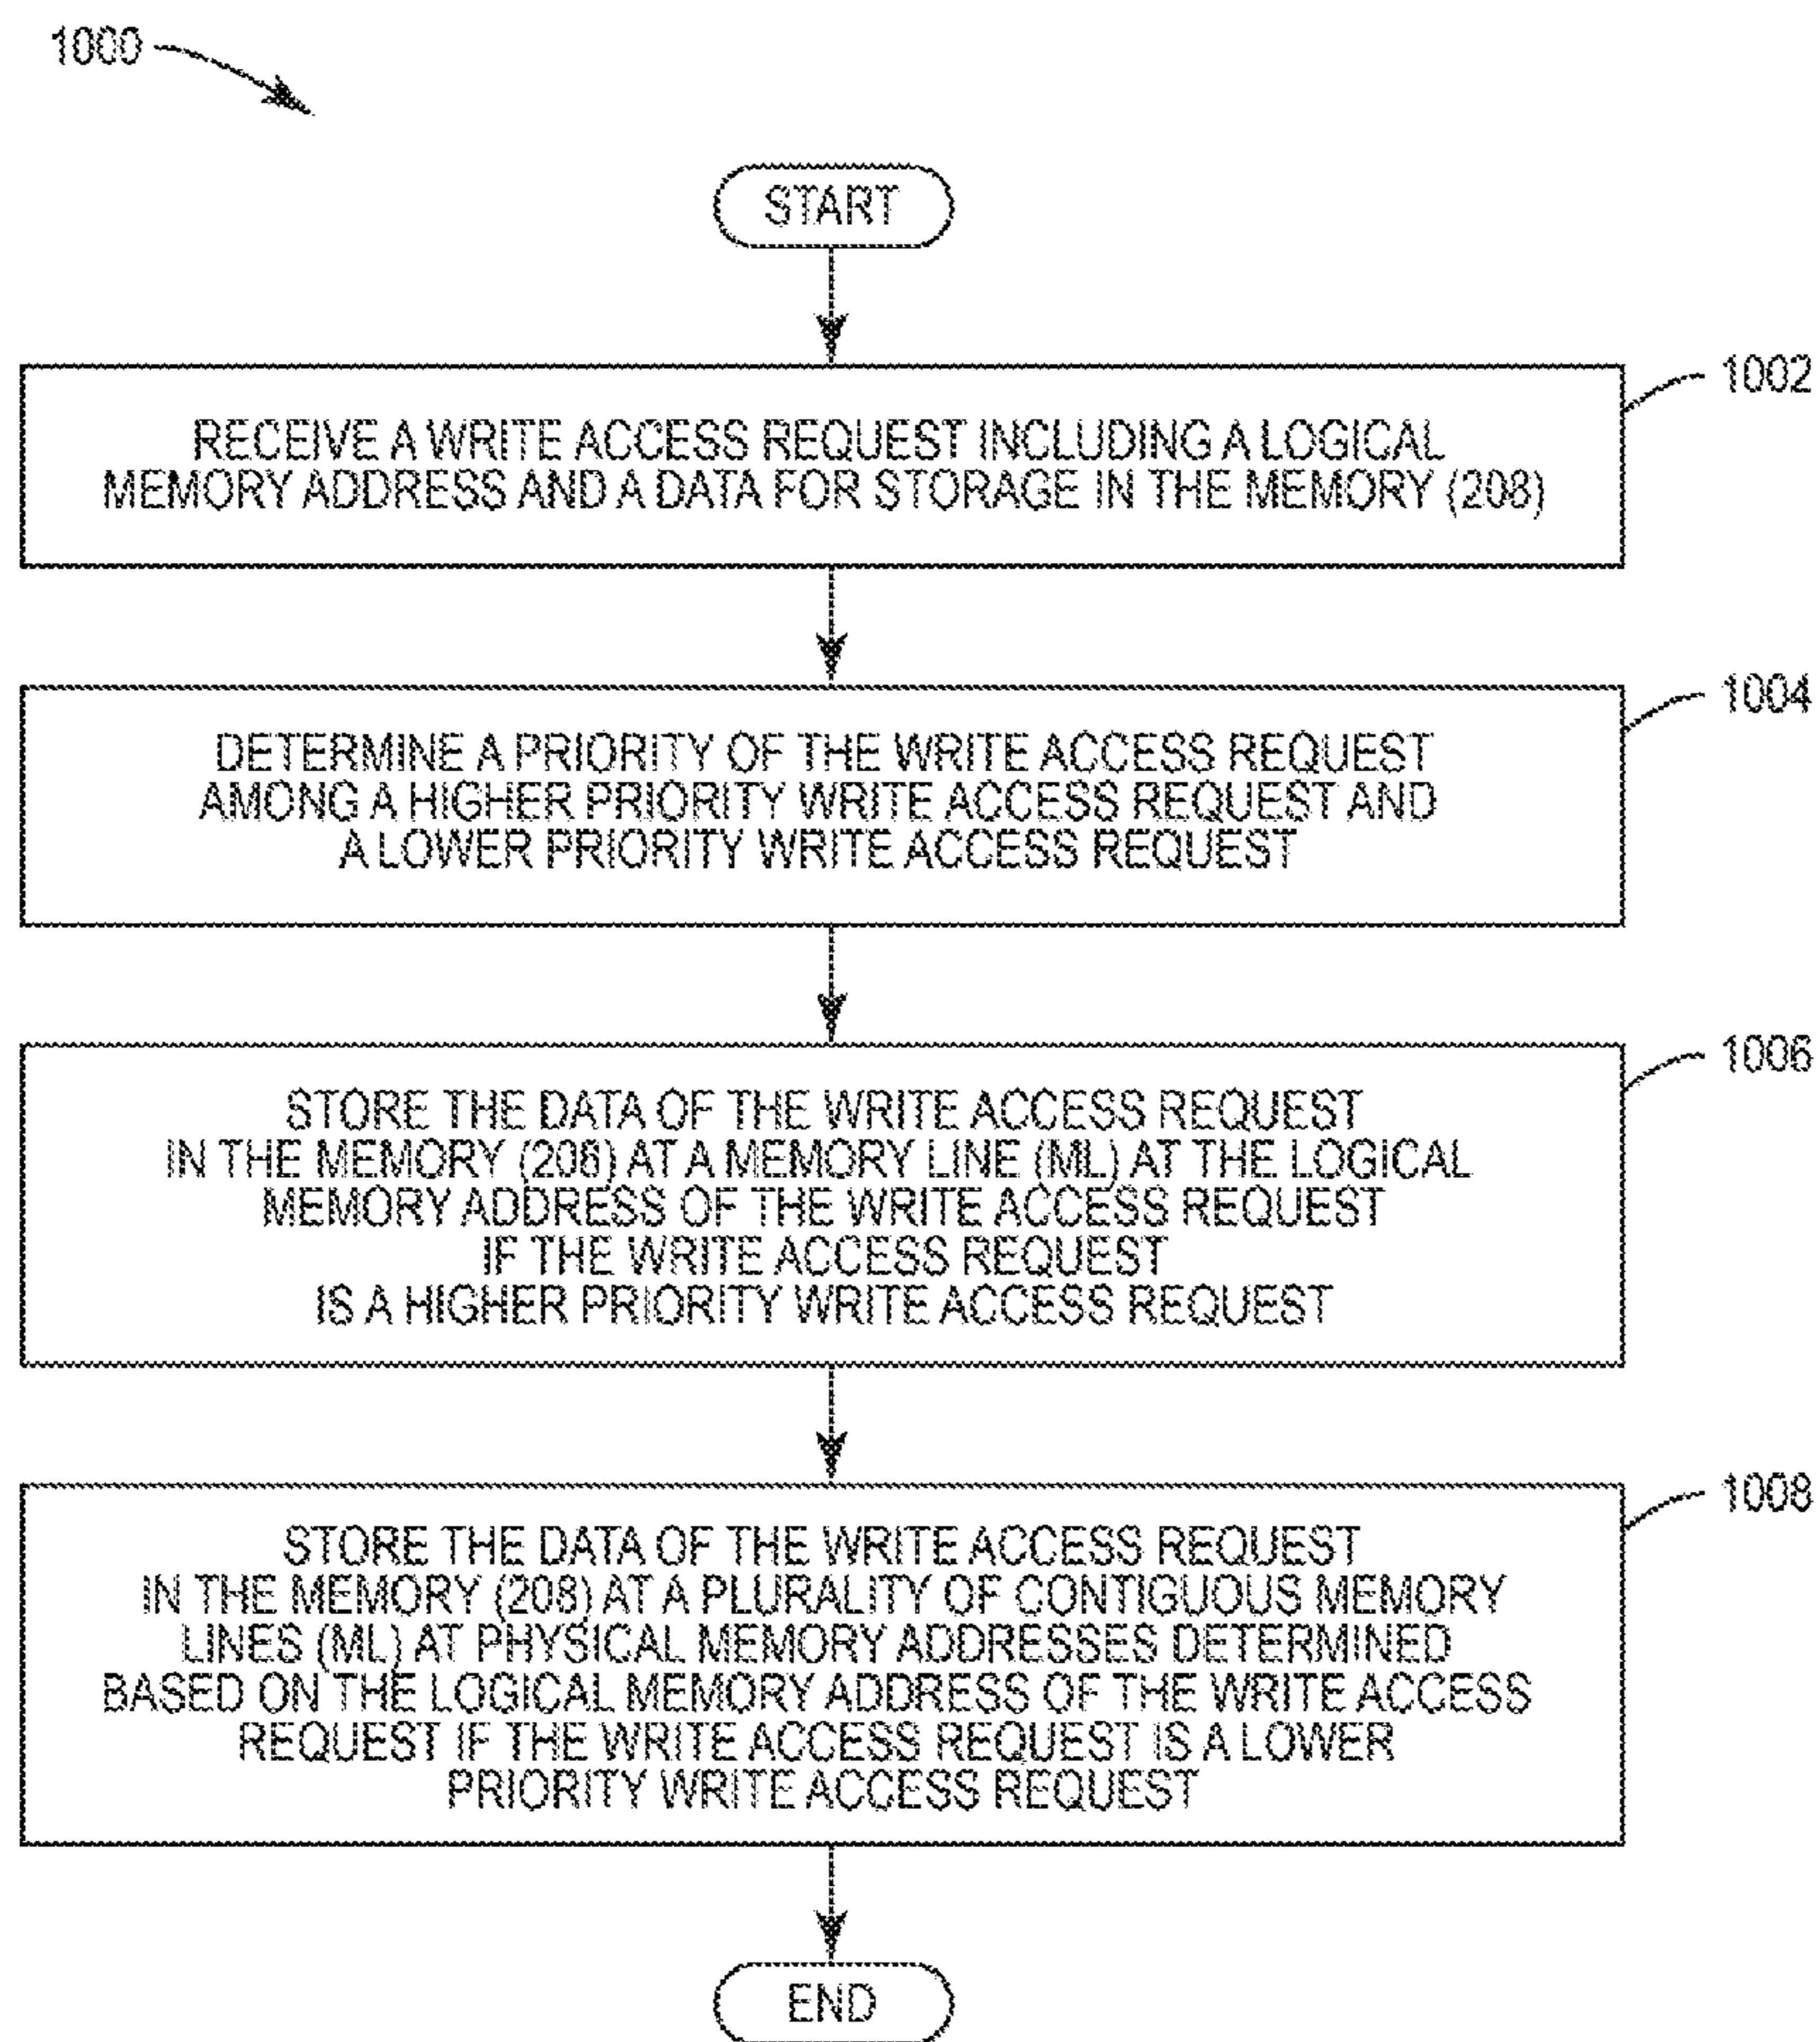 1000
START
1002
RECEIVE A WRITE ACCESS REQUEST INCLUDING A LOGICAL
MEMORY ADDRESS AND A DATA FOR STORAGE IN THE MEMORY (208)
1004
DETERMINE A PRIORITY OF THE WRITE ACCESS REQUEST
AMONG A HIGHER PRIORITY WRITE ACCESS REQUEST AND
A LOWER PRIORITY WRITE ACCESS REQUEST
1006
STORE THE DATA OF THE WRITE ACCESS REQUEST
IN THE MEMORY (208) AT A MEMORY LINE (ML) AT THE LOGICAL
MEMORY ADDRESS OF THE WRITE ACCESS REQUEST
IF THE WRITE ACCESS REQUEST
IS A HIGHER PRIORITY WRITE ACCESS REQUEST
1008
STORE THE DATA OF THE WRITE ACCESS REQUEST
IN THE MEMORY (208) AT A PLURALITY OF CONTIGUOUS MEMORY
LINES (ML) AT PHYSICAL MEMORY ADDRESSES DETERMINED
BASED ON THE LOGICAL MEMORY ADDRESS OF THE WRITE ACCESS
REQUEST IF THE WRITE ACCESS REQUEST IS A LOWER
PRIORITY WRITE ACCESS REQUEST
END